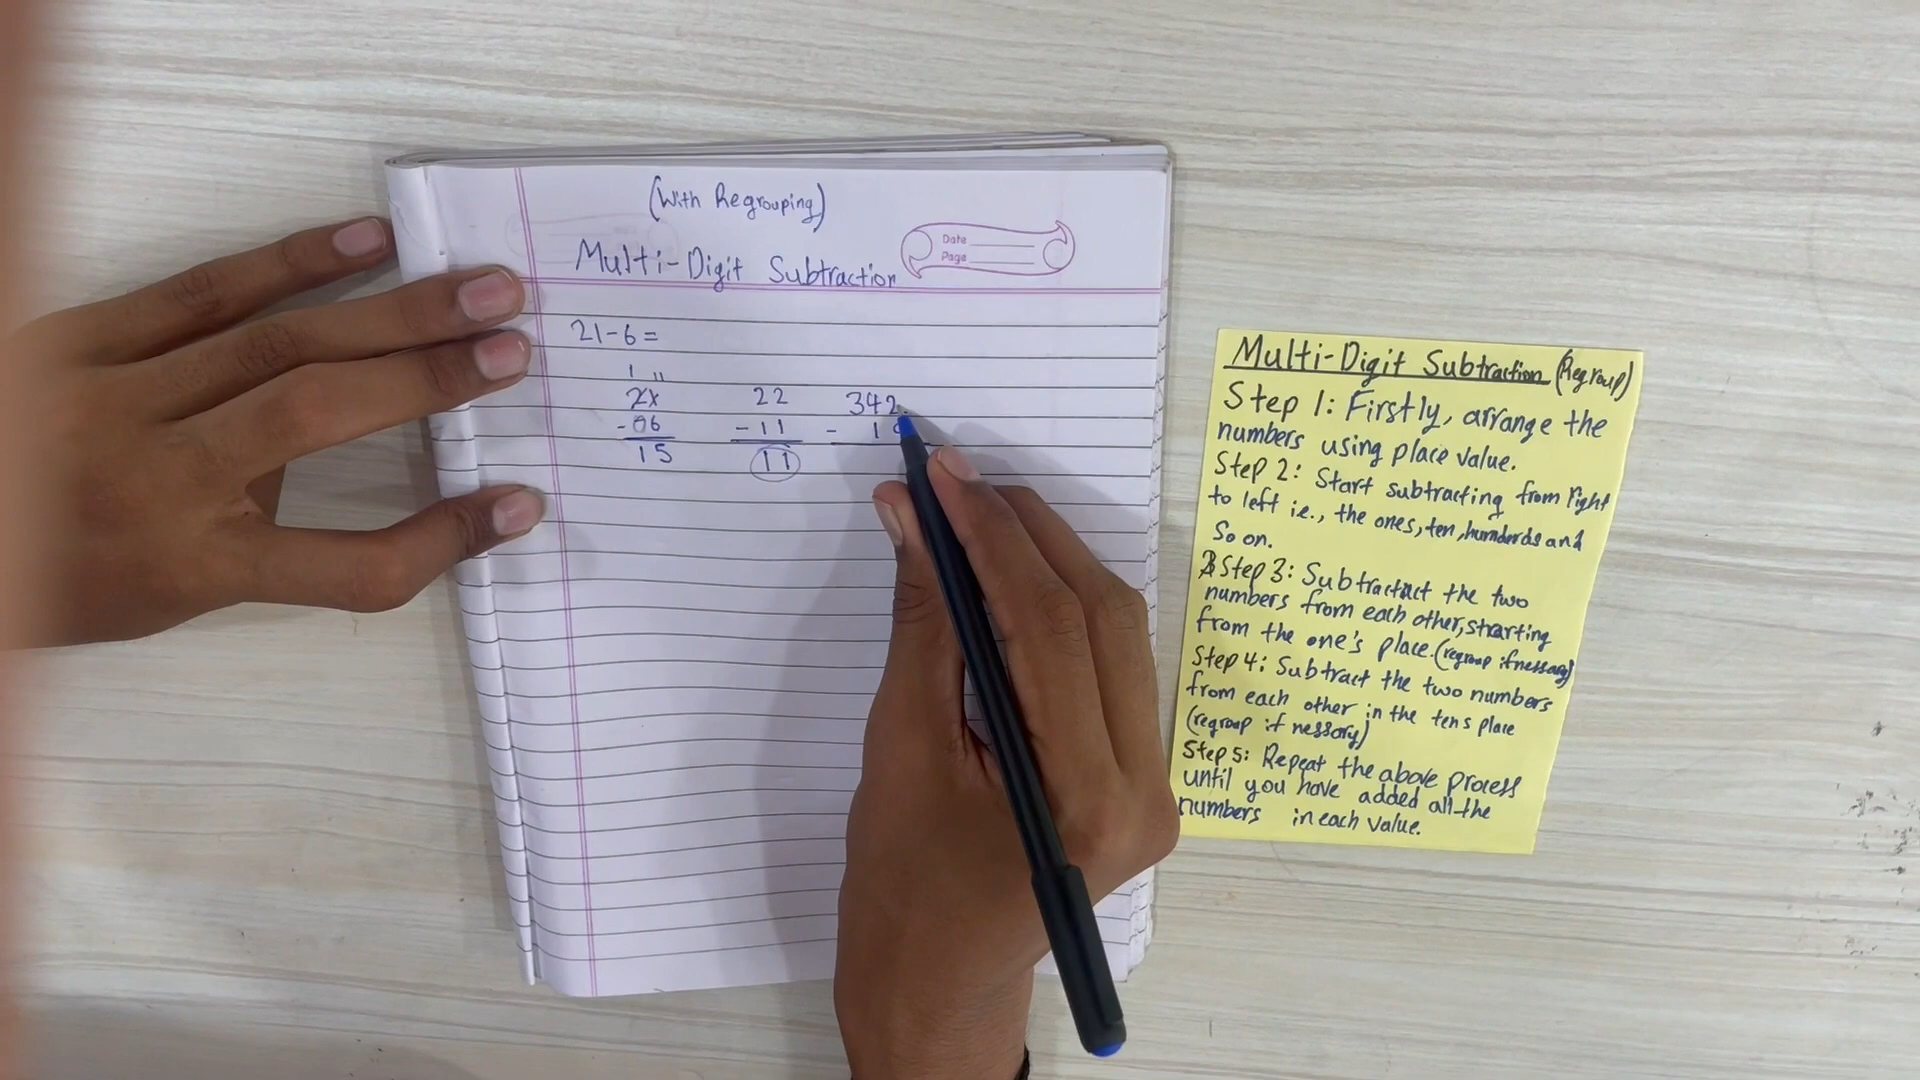 (With Regrouping)
Multi-Digit Subtraction
Date
Page
21-6=
1 11
21
-06
15
22
-11
11
342
- 1
Multi-Digit Subtraction (Regroup)
Step 1: Firstly, arrange the
numbers using place value.
Step 2: Start subtracting from right
to left i.e., the ones, ten, humderds and
So on.
Step 3: Subtractuct the two
numbers from each other, strarting
from the one's place. (regroup if nessary)
Step 4: Subtract the two numbers
from each other in the tens place
(regroup if nessory)
Step 5: Repeat the above process
until you have added all the
numbers in each value.